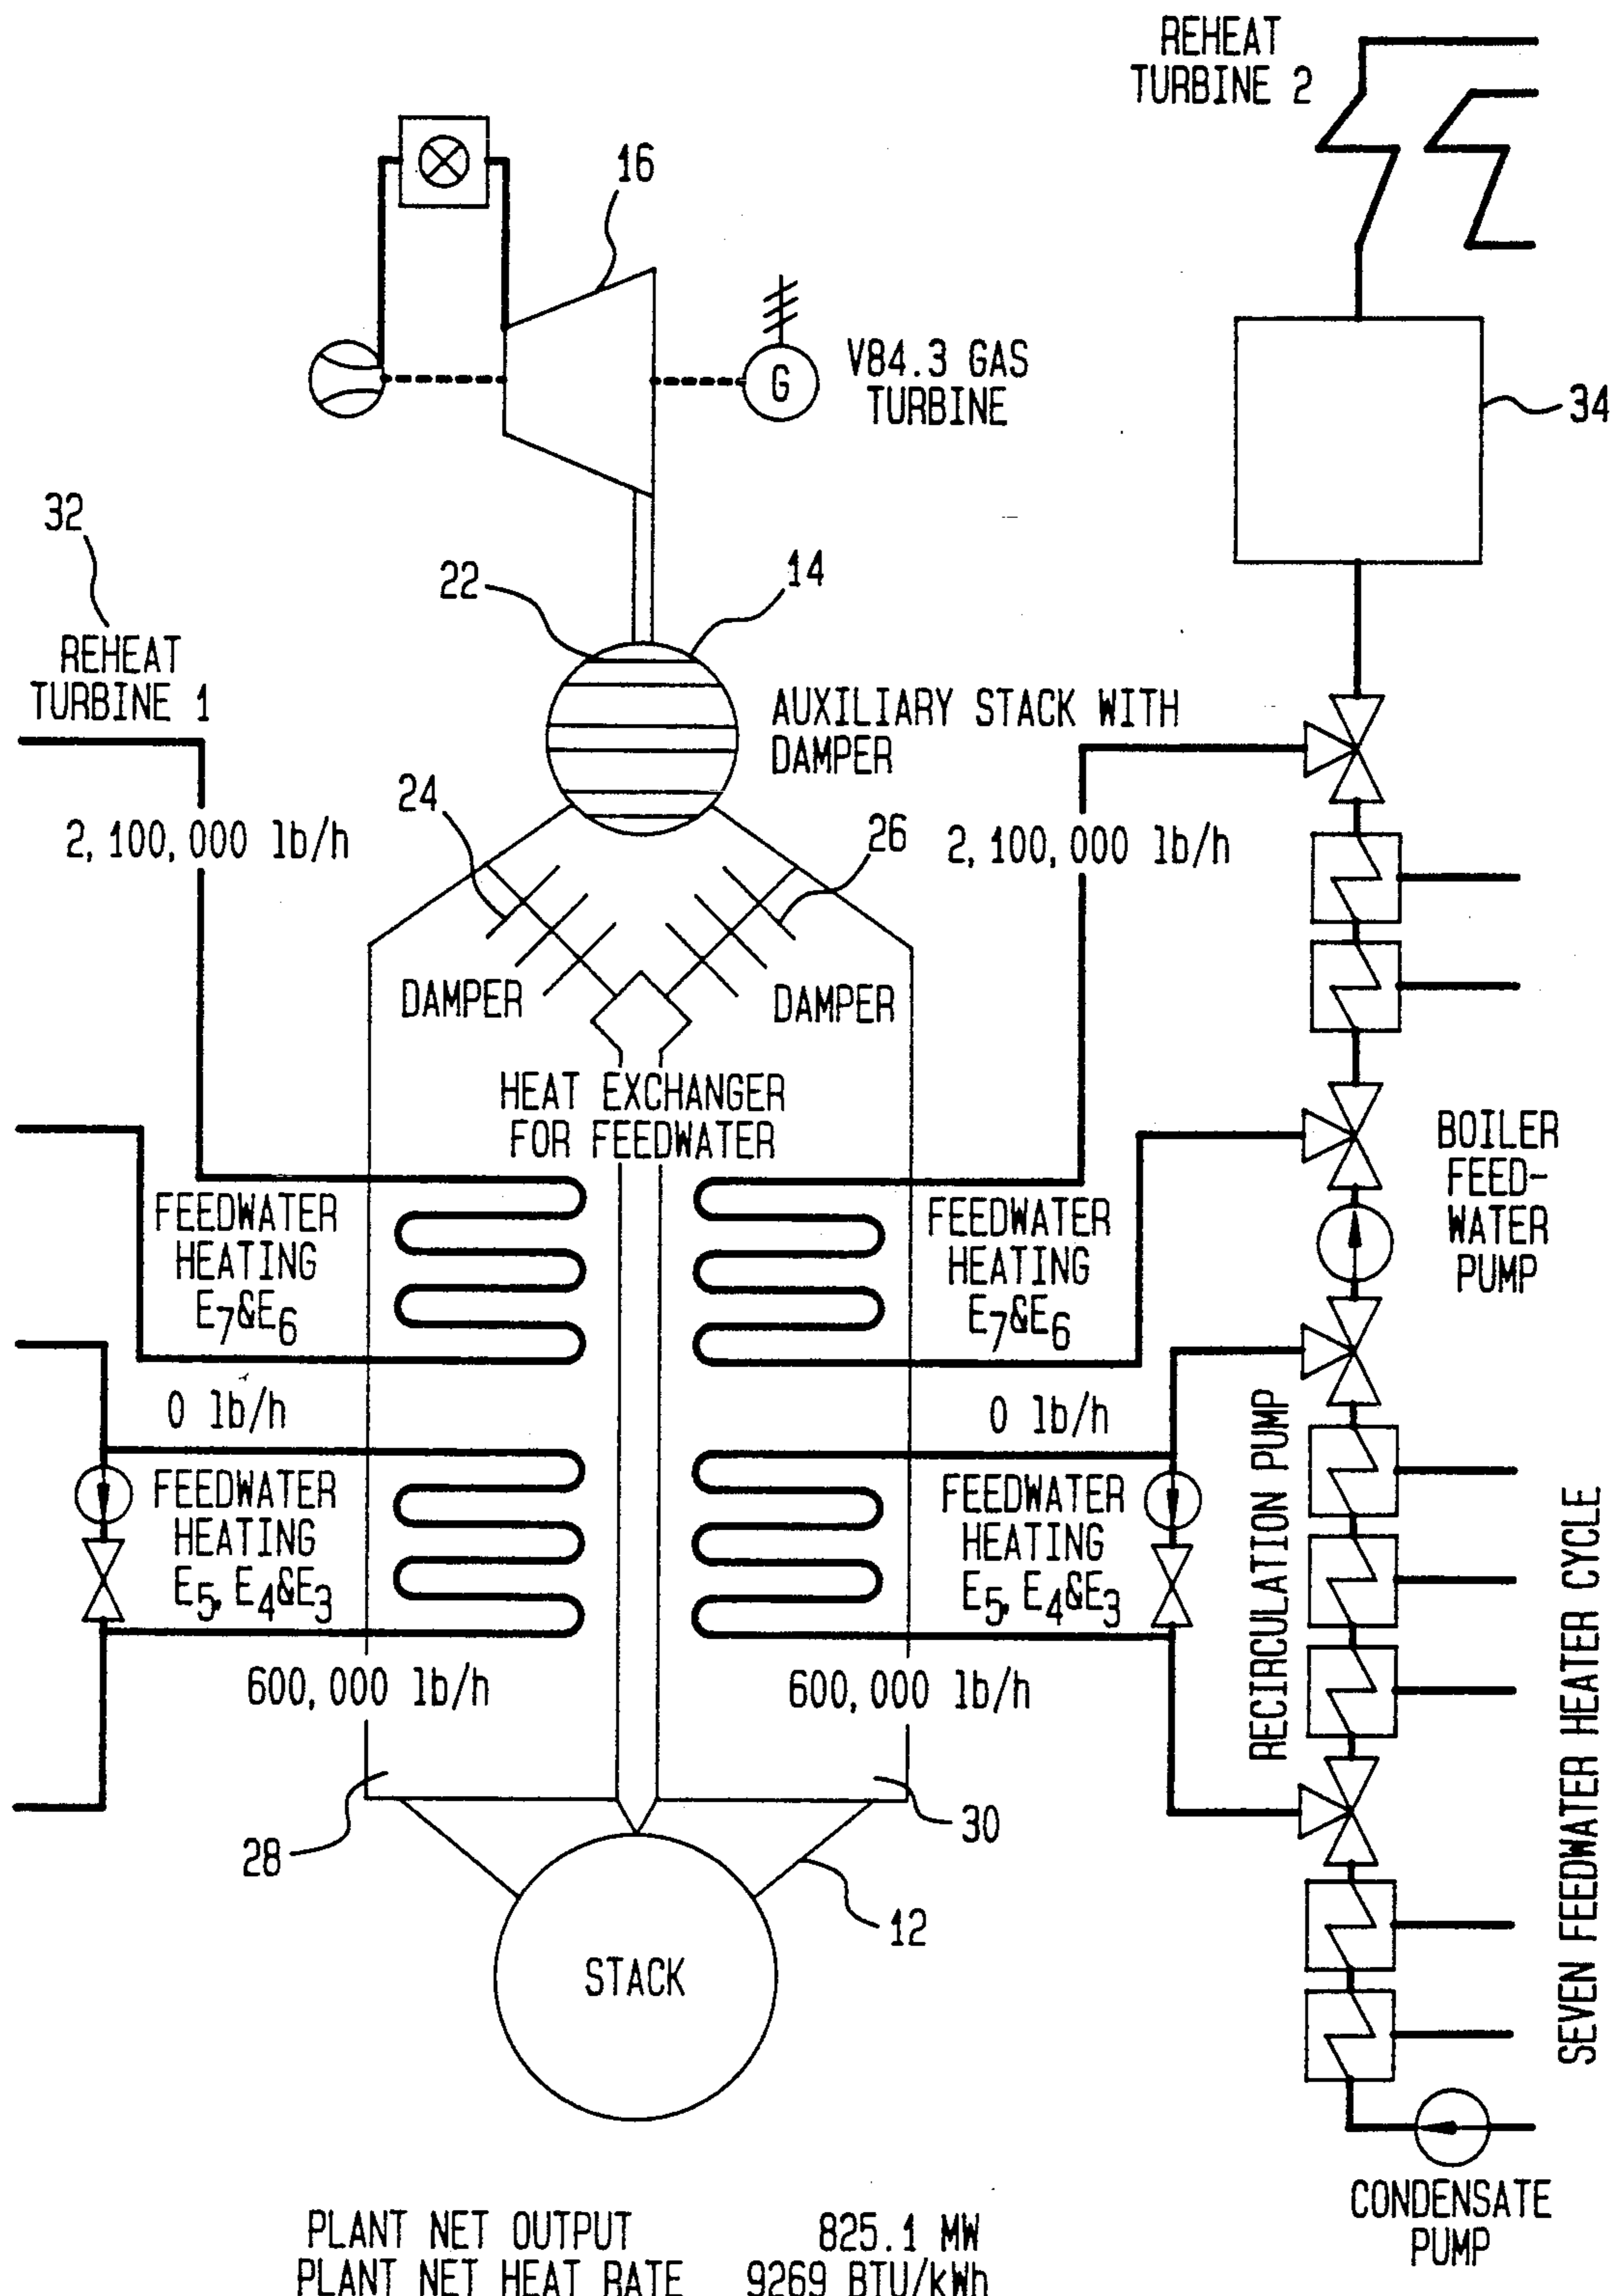 REHEAT
TURBINE 2
16
G
V84.3 GAS
TURBINE
34
32
REHEAT
TURBINE 1
22
14
AUXILIARY STACK WITH
DAMPER
24
26
2,100,000 lb/h
2,100,000 lb/h
DAMPER
DAMPER
HEAT EXCHANGER
FOR FEEDWATER
BOILER
FEED-
WATER
PUMP
FEEDWATER
HEATING
E7&E6
FEEDWATER
HEATING
E7&E6
0 lb/h
0 lb/h
FEEDWATER
HEATING
E5, E4&E3
FEEDWATER
HEATING
E5, E4&E3
RECIRCULATION PUMP
SEVEN FEEDWATER HEATER CYCLE
600,000 lb/h
600,000 lb/h
28
30
12
STACK
CONDENSATE
PUMP
PLANT NET OUTPUT 825.1 MW
PLANT NET HEAT RATE 9269 BTU/kWh